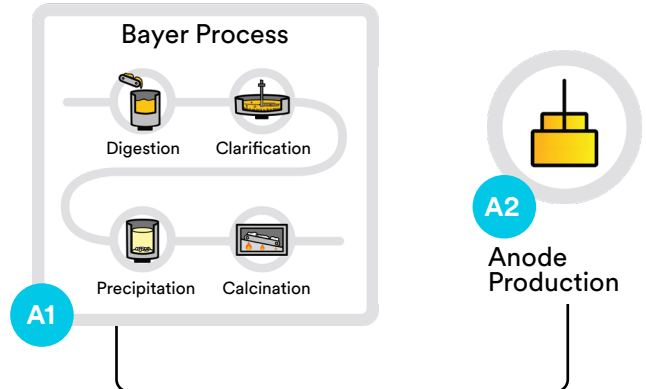 Bayer Process
Digestion
Clarification
Precipitation
Calcination
A1
A2
Anode
Production